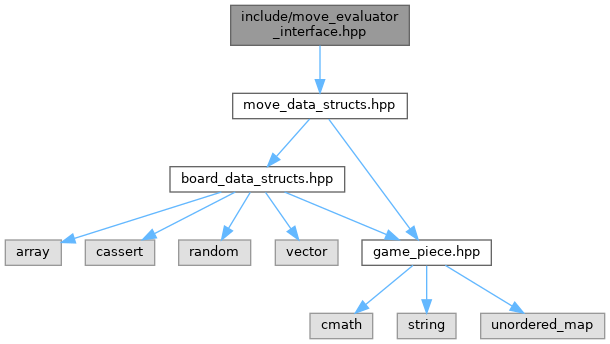 include/move_evaluator
_interface.hpp
move_data_structs.hpp
board_data_structs.hpp
array
cassert
random
vector
game_piece.hpp
cmath
string
unordered_map